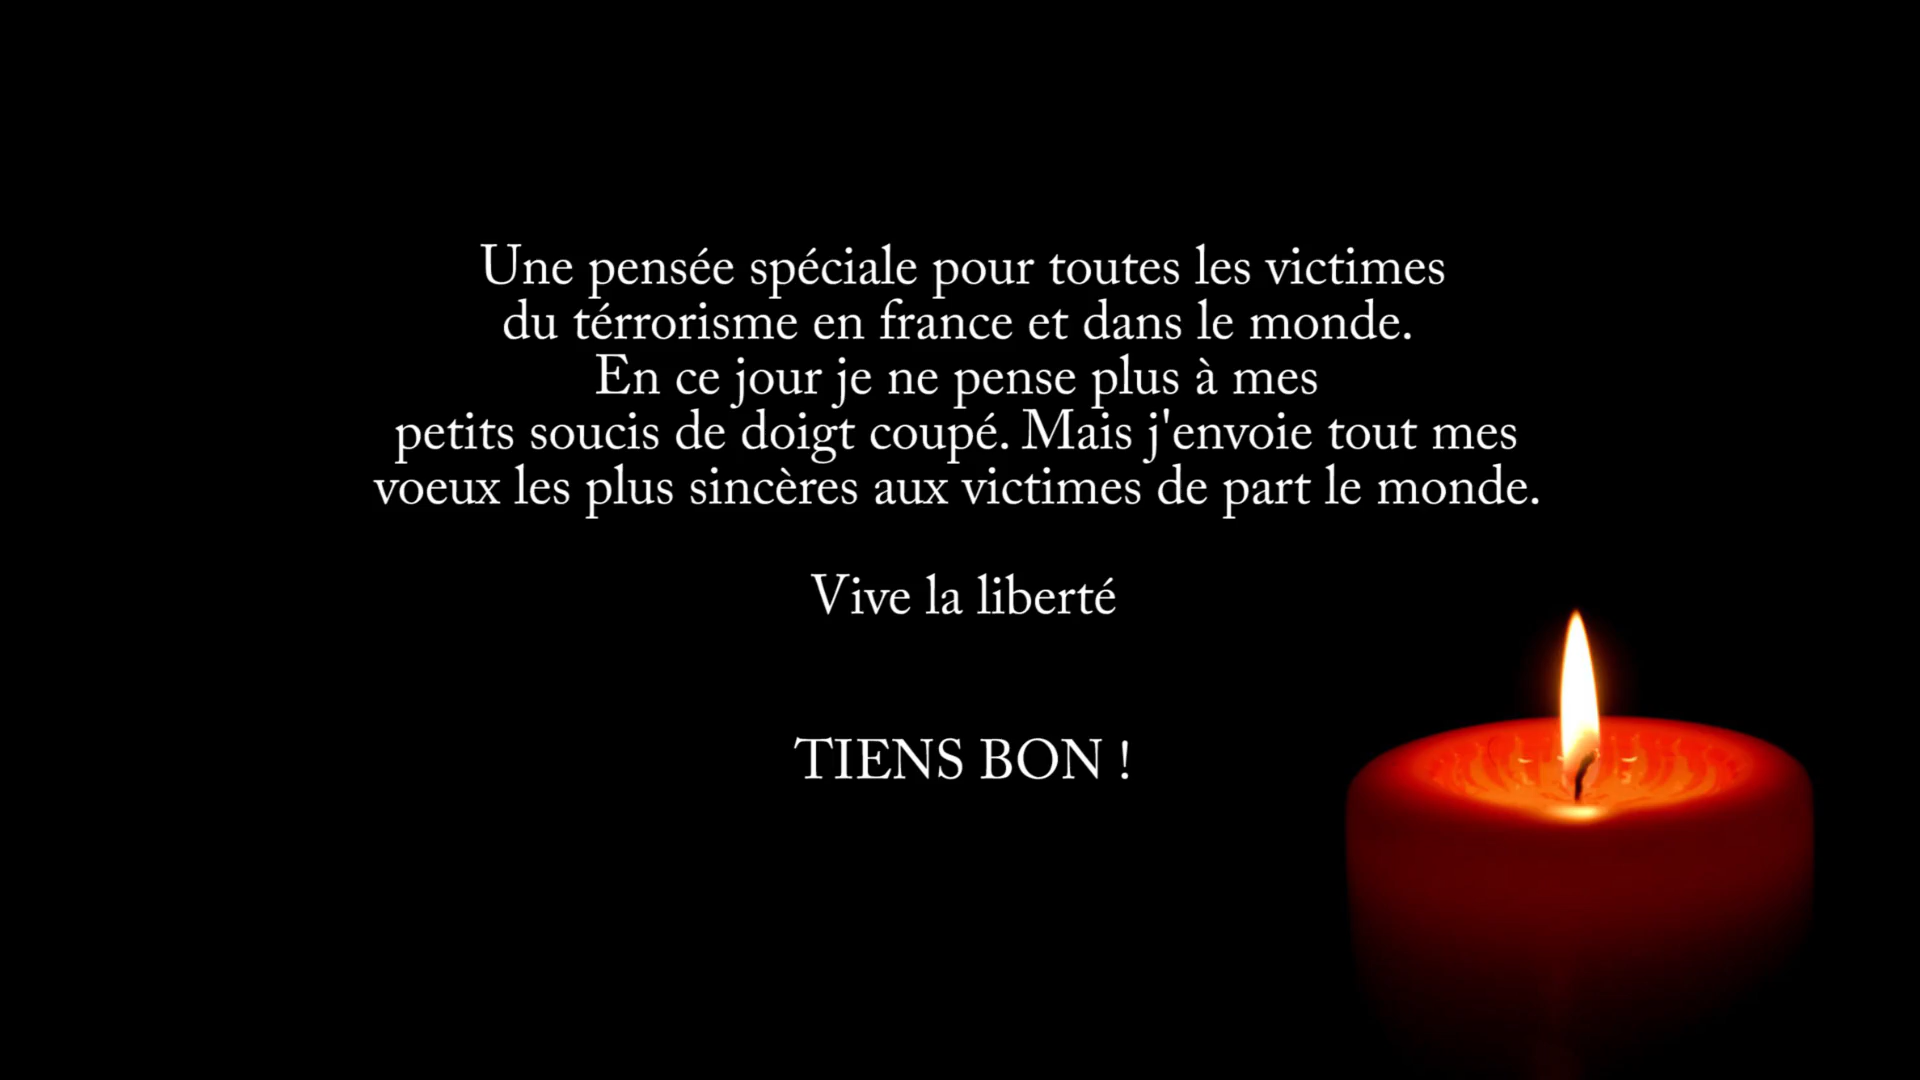 Une pensée spéciale pour toutes les victimes
du térrorisme en france et dans le monde.
En ce jour je ne pense plus à mes
petits soucis de doigt coupé. Mais j'envoie tout mes
voeux les plus sincères aux victimes de part le monde.
Vive la liberté
TIENS BON !